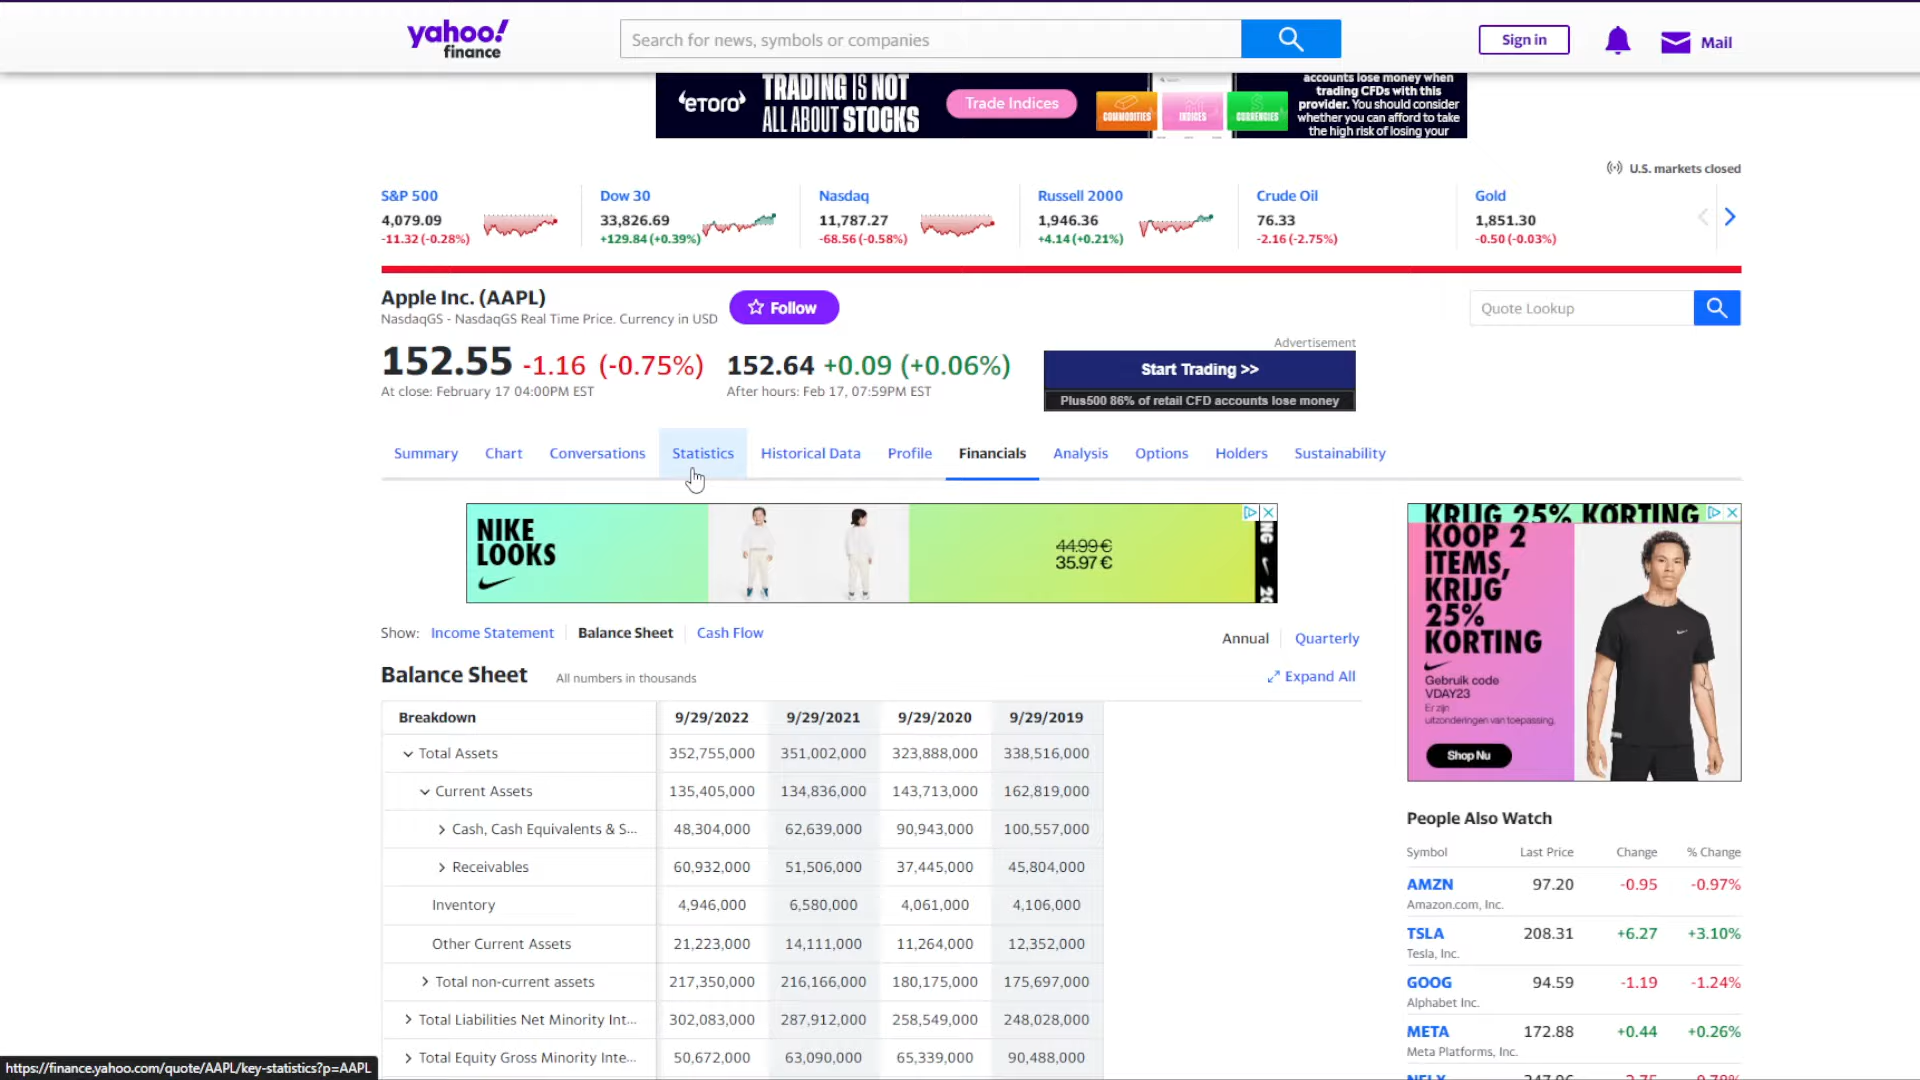 yahoo!
finance
Search for news, symbols or companies
Sign in
Mail
eToro
TRADING IS NOT
ALL ABOUT STOCKS
Trade Indices
COMMODITIES
INDICES
CURRENCIES
accounts lose money when
trading CFDs with this
provider. You should consider
whether you can afford to take
the high risk of losing your
U.S. markets closed
S&P 500
4,079.09
-11.32 (-0.28%)
Dow 30
33,826.69
+129.84 (+0.39%)
Nasdaq
11,787.27
-68.56 (-0.58%)
Russell 2000
1,946.36
+4.14 (+0.21%)
Crude Oil
76.33
-2.16 (-2.75%)
Gold
1,851.30
-0.50 (-0.03%)
Apple Inc. (AAPL)
NasdaqGS - NasdaqGS Real Time Price. Currency in USD
Follow
Quote Lookup
152.55 -1.16 (-0.75%)
At close: February 17 04:00PM EST
152.64 +0.09 (+0.06%)
After hours: Feb 17, 07:59PM EST
Advertisement
Start Trading >>
Plus500 86% of retail CFD accounts lose money
Summary Chart Conversations Statistics Historical Data Profile Financials Analysis Options Holders Sustainability
NIKE
LOOKS
44.99 €
35.97 €
KRIJG 25% KORTING
KOOP 2
ITEMS,
KRIJG
25%
KORTING
Gebruik code
VDAY23
Er zijn
uitzonderingen van toepassing.
Shop Nu
Show: Income Statement Balance Sheet Cash Flow
Annual Quarterly
Balance Sheet All numbers in thousands
Expand All
Breakdown 9/29/2022 9/29/2021 9/29/2020 9/29/2019
Total Assets 352,755,000 351,002,000 323,888,000 338,516,000
Current Assets 135,405,000 134,836,000 143,713,000 162,819,000
Cash, Cash Equivalents & S... 48,304,000 62,639,000 90,943,000 100,557,000
Receivables 60,932,000 51,506,000 37,445,000 45,804,000
Inventory 4,946,000 6,580,000 4,061,000 4,106,000
Other Current Assets 21,223,000 14,111,000 11,264,000 12,352,000
Total non-current assets 217,350,000 216,166,000 180,175,000 175,697,000
Total Liabilities Net Minority Int... 302,083,000 287,912,000 258,549,000 248,028,000
Total Equity Gross Minority Inte... 50,672,000 63,090,000 65,339,000 90,488,000
People Also Watch
Symbol Last Price Change % Change
AMZN 97.20 -0.95 -0.97%
Amazon.com, Inc.
TSLA 208.31 +6.27 +3.10%
Tesla, Inc.
GOOG 94.59 -1.19 -1.24%
Alphabet Inc.
META 172.88 +0.44 +0.26%
Meta Platforms, Inc.
https://finance.yahoo.com/quote/AAPL/key-statistics?p=AAPL